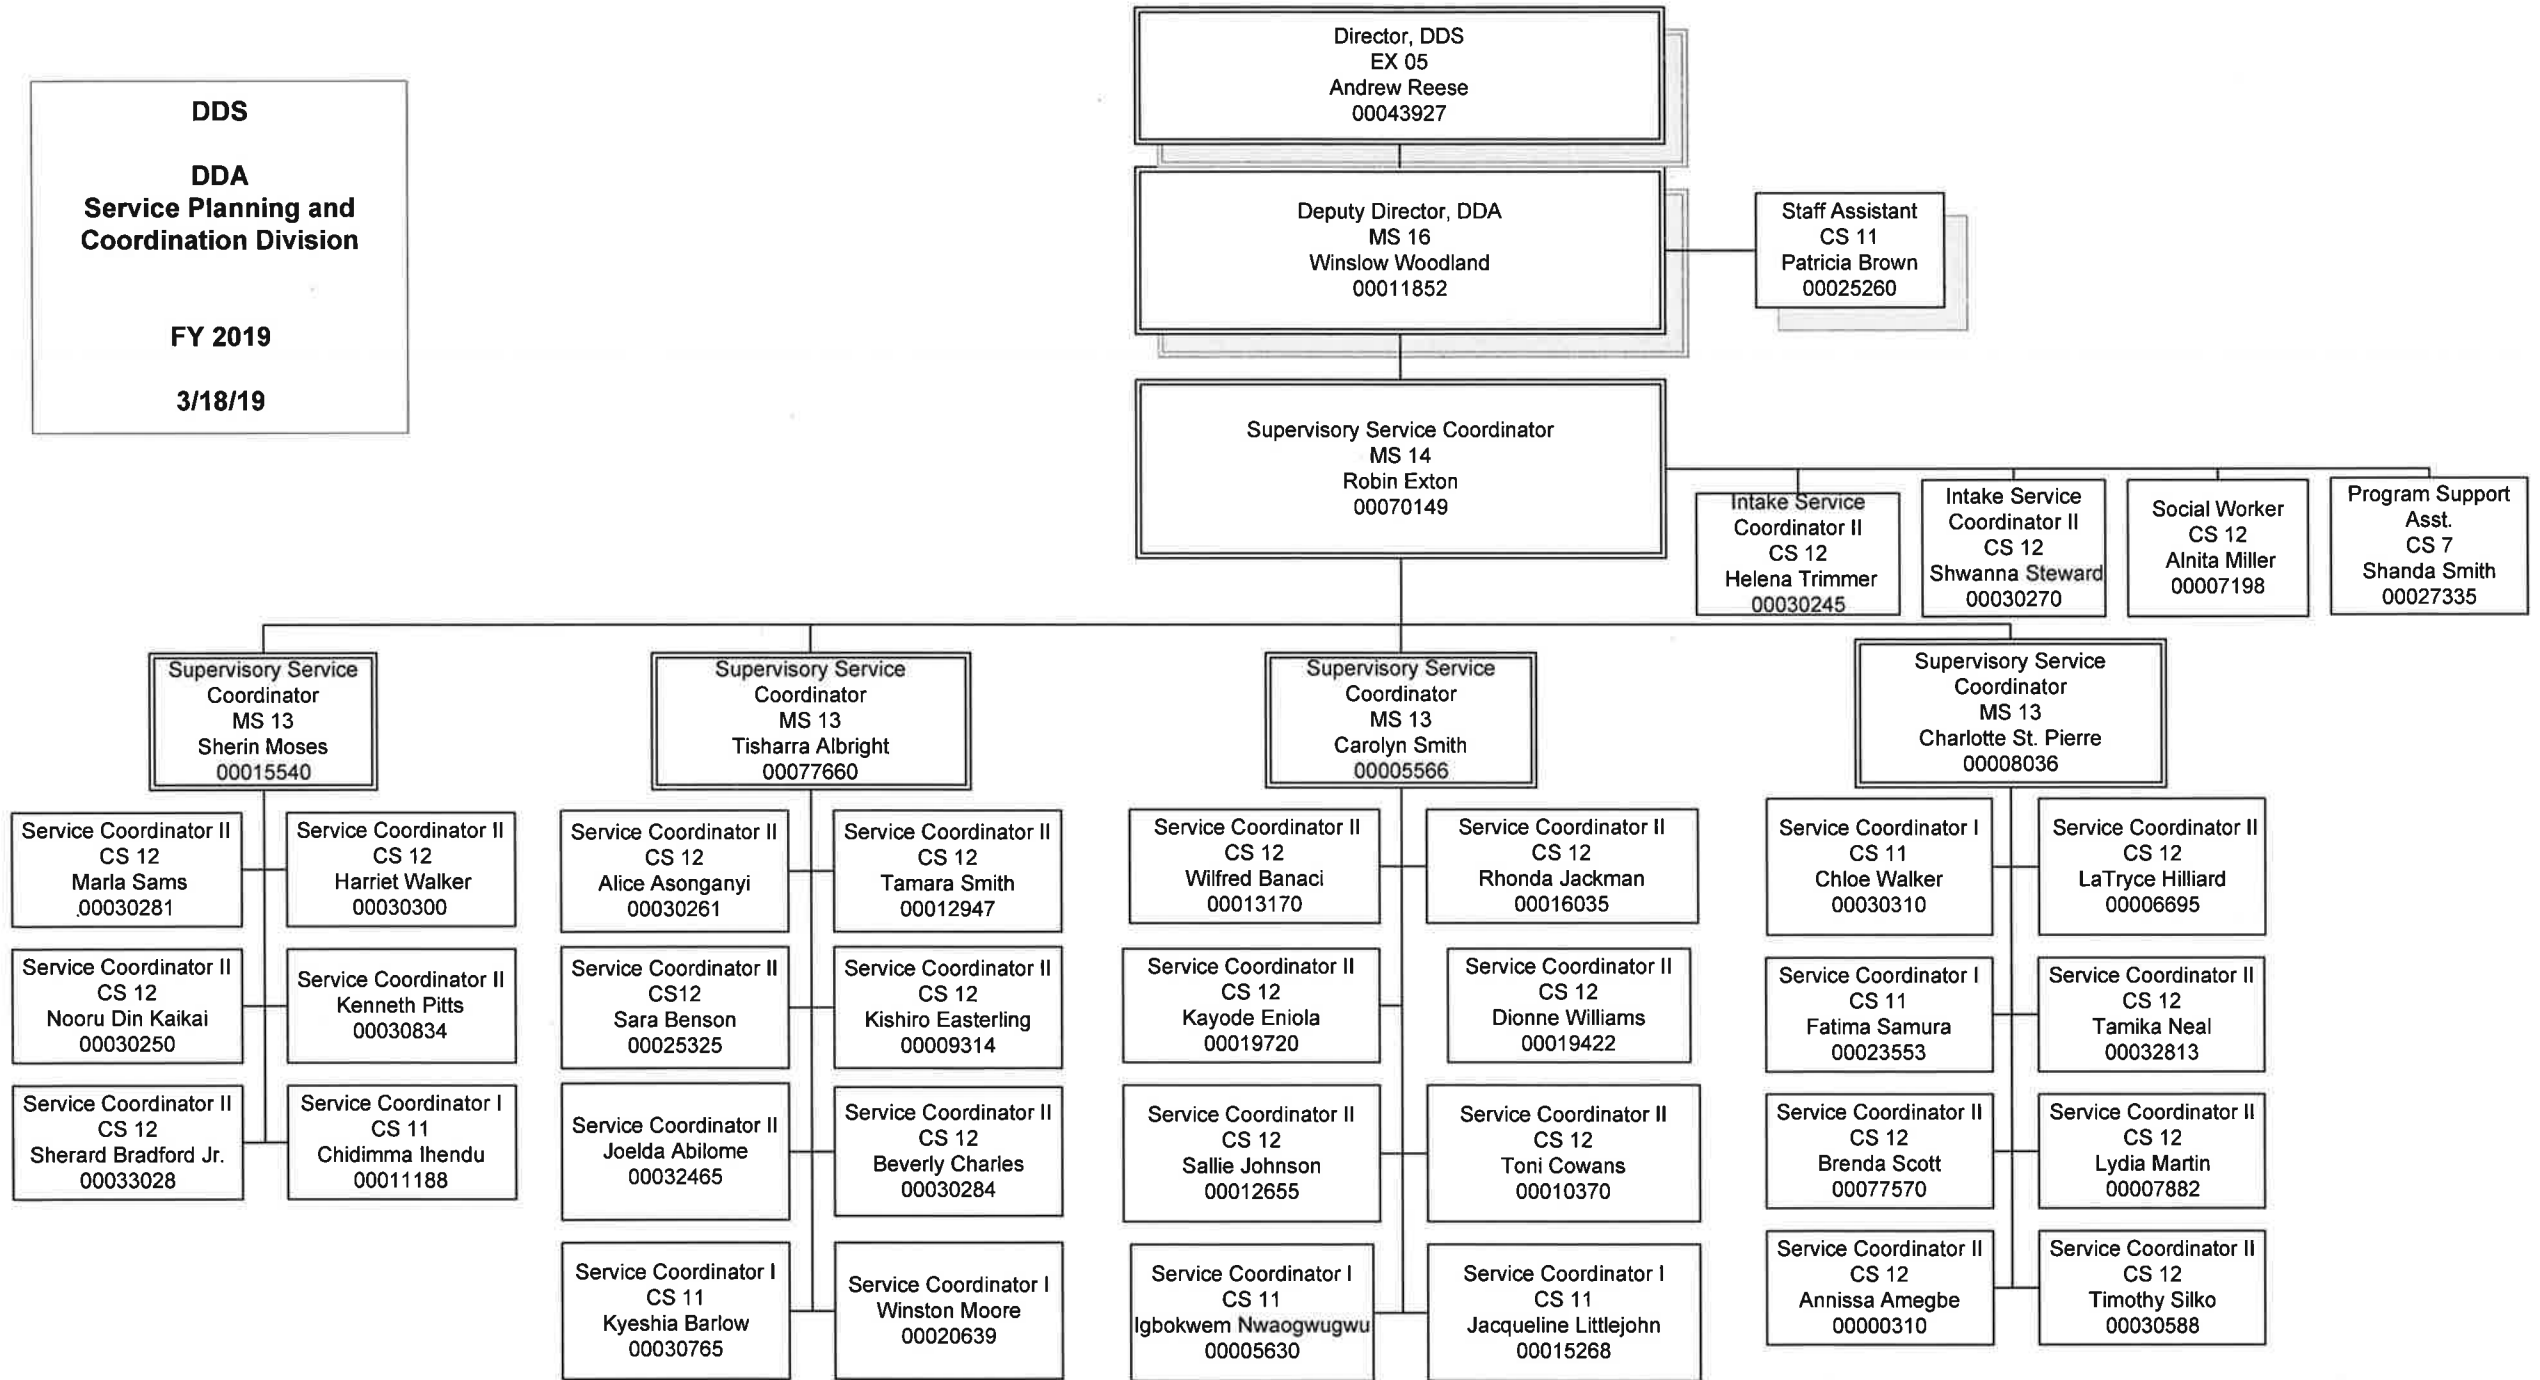 DDS
DDA
Service Planning and
Coordination Division
FY 2019
3/18/19
Director, DDS
EX 05
Andrew Reese
00043927
Deputy Director, DDA
MS 16
Winslow Woodland
00011852
Staff Assistant
CS 11
Patricia Brown
00025260
Supervisory Service Coordinator
MS 14
Robin Exton
00070149
Intake Service
Coordinator II
CS 12
Helena Trimmer
00030245
Intake Service
Coordinator II
CS 12
Shwanna Steward
00030270
Social Worker
CS 12
Alnita Miller
00007198
Program Support
Asst.
CS 7
Shanda Smith
00027335
Supervisory Service
Coordinator
MS 13
Sherin Moses
00015540
Supervisory Service
Coordinator
MS 13
Tisharra Albright
00077660
Supervisory Service
Coordinator
MS 13
Carolyn Smith
00005566
Supervisory Service
Coordinator
MS 13
Charlotte St. Pierre
00008036
Service Coordinator II
CS 12
Marla Sams
00030281
Service Coordinator II
CS 12
Harriet Walker
00030300
Service Coordinator II
CS 12
Nooru Din Kaikai
00030250
Service Coordinator II
Kenneth Pitts
00030834
Service Coordinator II
CS 12
Sherard Bradford Jr.
00033028
Service Coordinator I
CS 11
Chidimma Ihendu
00011188
Service Coordinator II
CS 12
Alice Asonganyi
00030261
Service Coordinator II
CS 12
Tamara Smith
00012947
Service Coordinator II
CS12
Sara Benson
00025325
Service Coordinator II
CS 12
Kishiro Easterling
00009314
Service Coordinator II
Joelda Abilome
00032465
Service Coordinator II
CS 12
Beverly Charles
00030284
Service Coordinator I
CS 11
Kyeshia Barlow
00030765
Service Coordinator I
Winston Moore
00020639
Service Coordinator II
CS 12
Wilfred Banaci
00013170
Service Coordinator II
CS 12
Rhonda Jackman
00016035
Service Coordinator II
CS 12
Kayode Eniola
00019720
Service Coordinator II
CS 12
Dionne Williams
00019422
Service Coordinator II
CS 12
Sallie Johnson
00012655
Service Coordinator II
CS 12
Toni Cowans
00010370
Service Coordinator I
CS 11
Igbokwem Nwaogwugwu
00005630
Service Coordinator I
CS 11
Jacqueline Littlejohn
00015268
Service Coordinator I
CS 11
Chloe Walker
00030310
Service Coordinator II
CS 12
LaTryce Hilliard
00006695
Service Coordinator I
CS 11
Fatima Samura
00023553
Service Coordinator II
CS 12
Tamika Neal
00032813
Service Coordinator II
CS 12
Brenda Scott
00077570
Service Coordinator II
CS 12
Lydia Martin
00007882
Service Coordinator II
CS 12
Annissa Amegbe
00000310
Service Coordinator II
CS 12
Timothy Silko
00030588